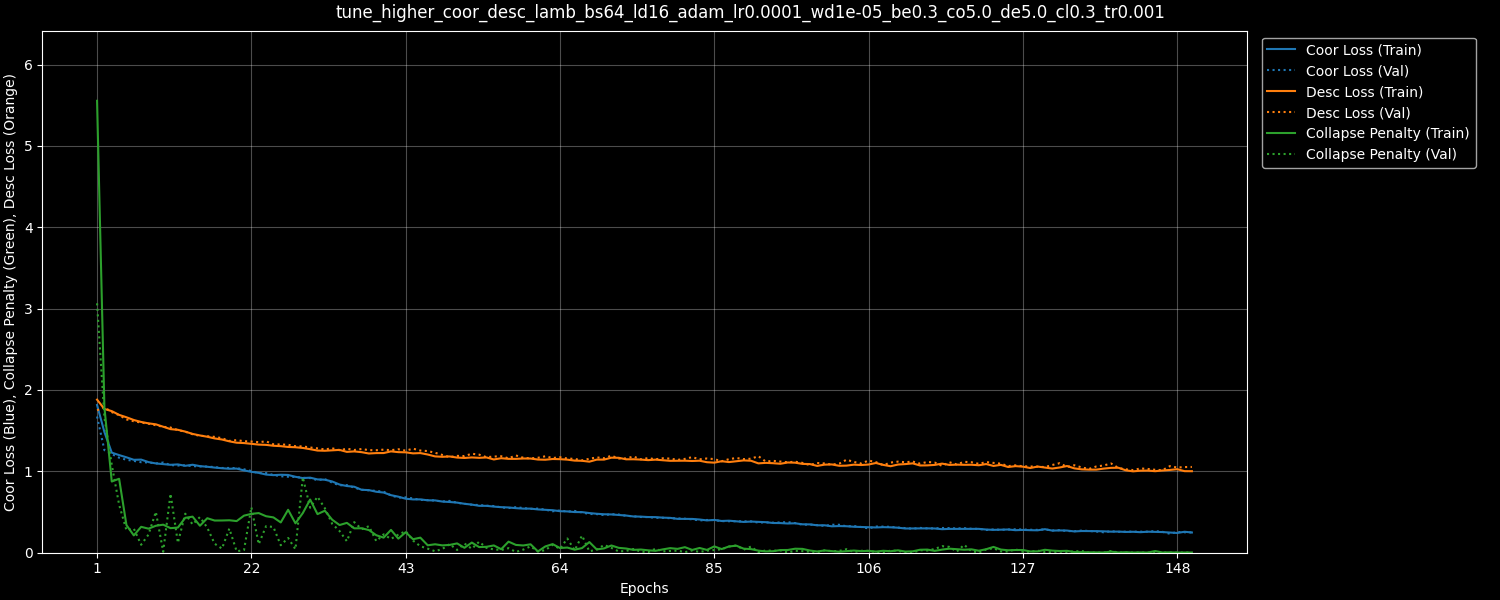 tune_higher_coor_desc_lamb_bs64_ld16_adam_lr0.0001_wd1e-05_be0.3_co5.0_de5.0_cl0.3_tr0.001
Coor Loss (Blue), Collapse Penalty (Green), Desc Loss (Orange)
6
5
4
3
2
1
0
1 22 43 64 85 106 127 148
Epochs
Coor Loss (Train)
Coor Loss (Val)
Desc Loss (Train)
Desc Loss (Val)
Collapse Penalty (Train)
Collapse Penalty (Val)